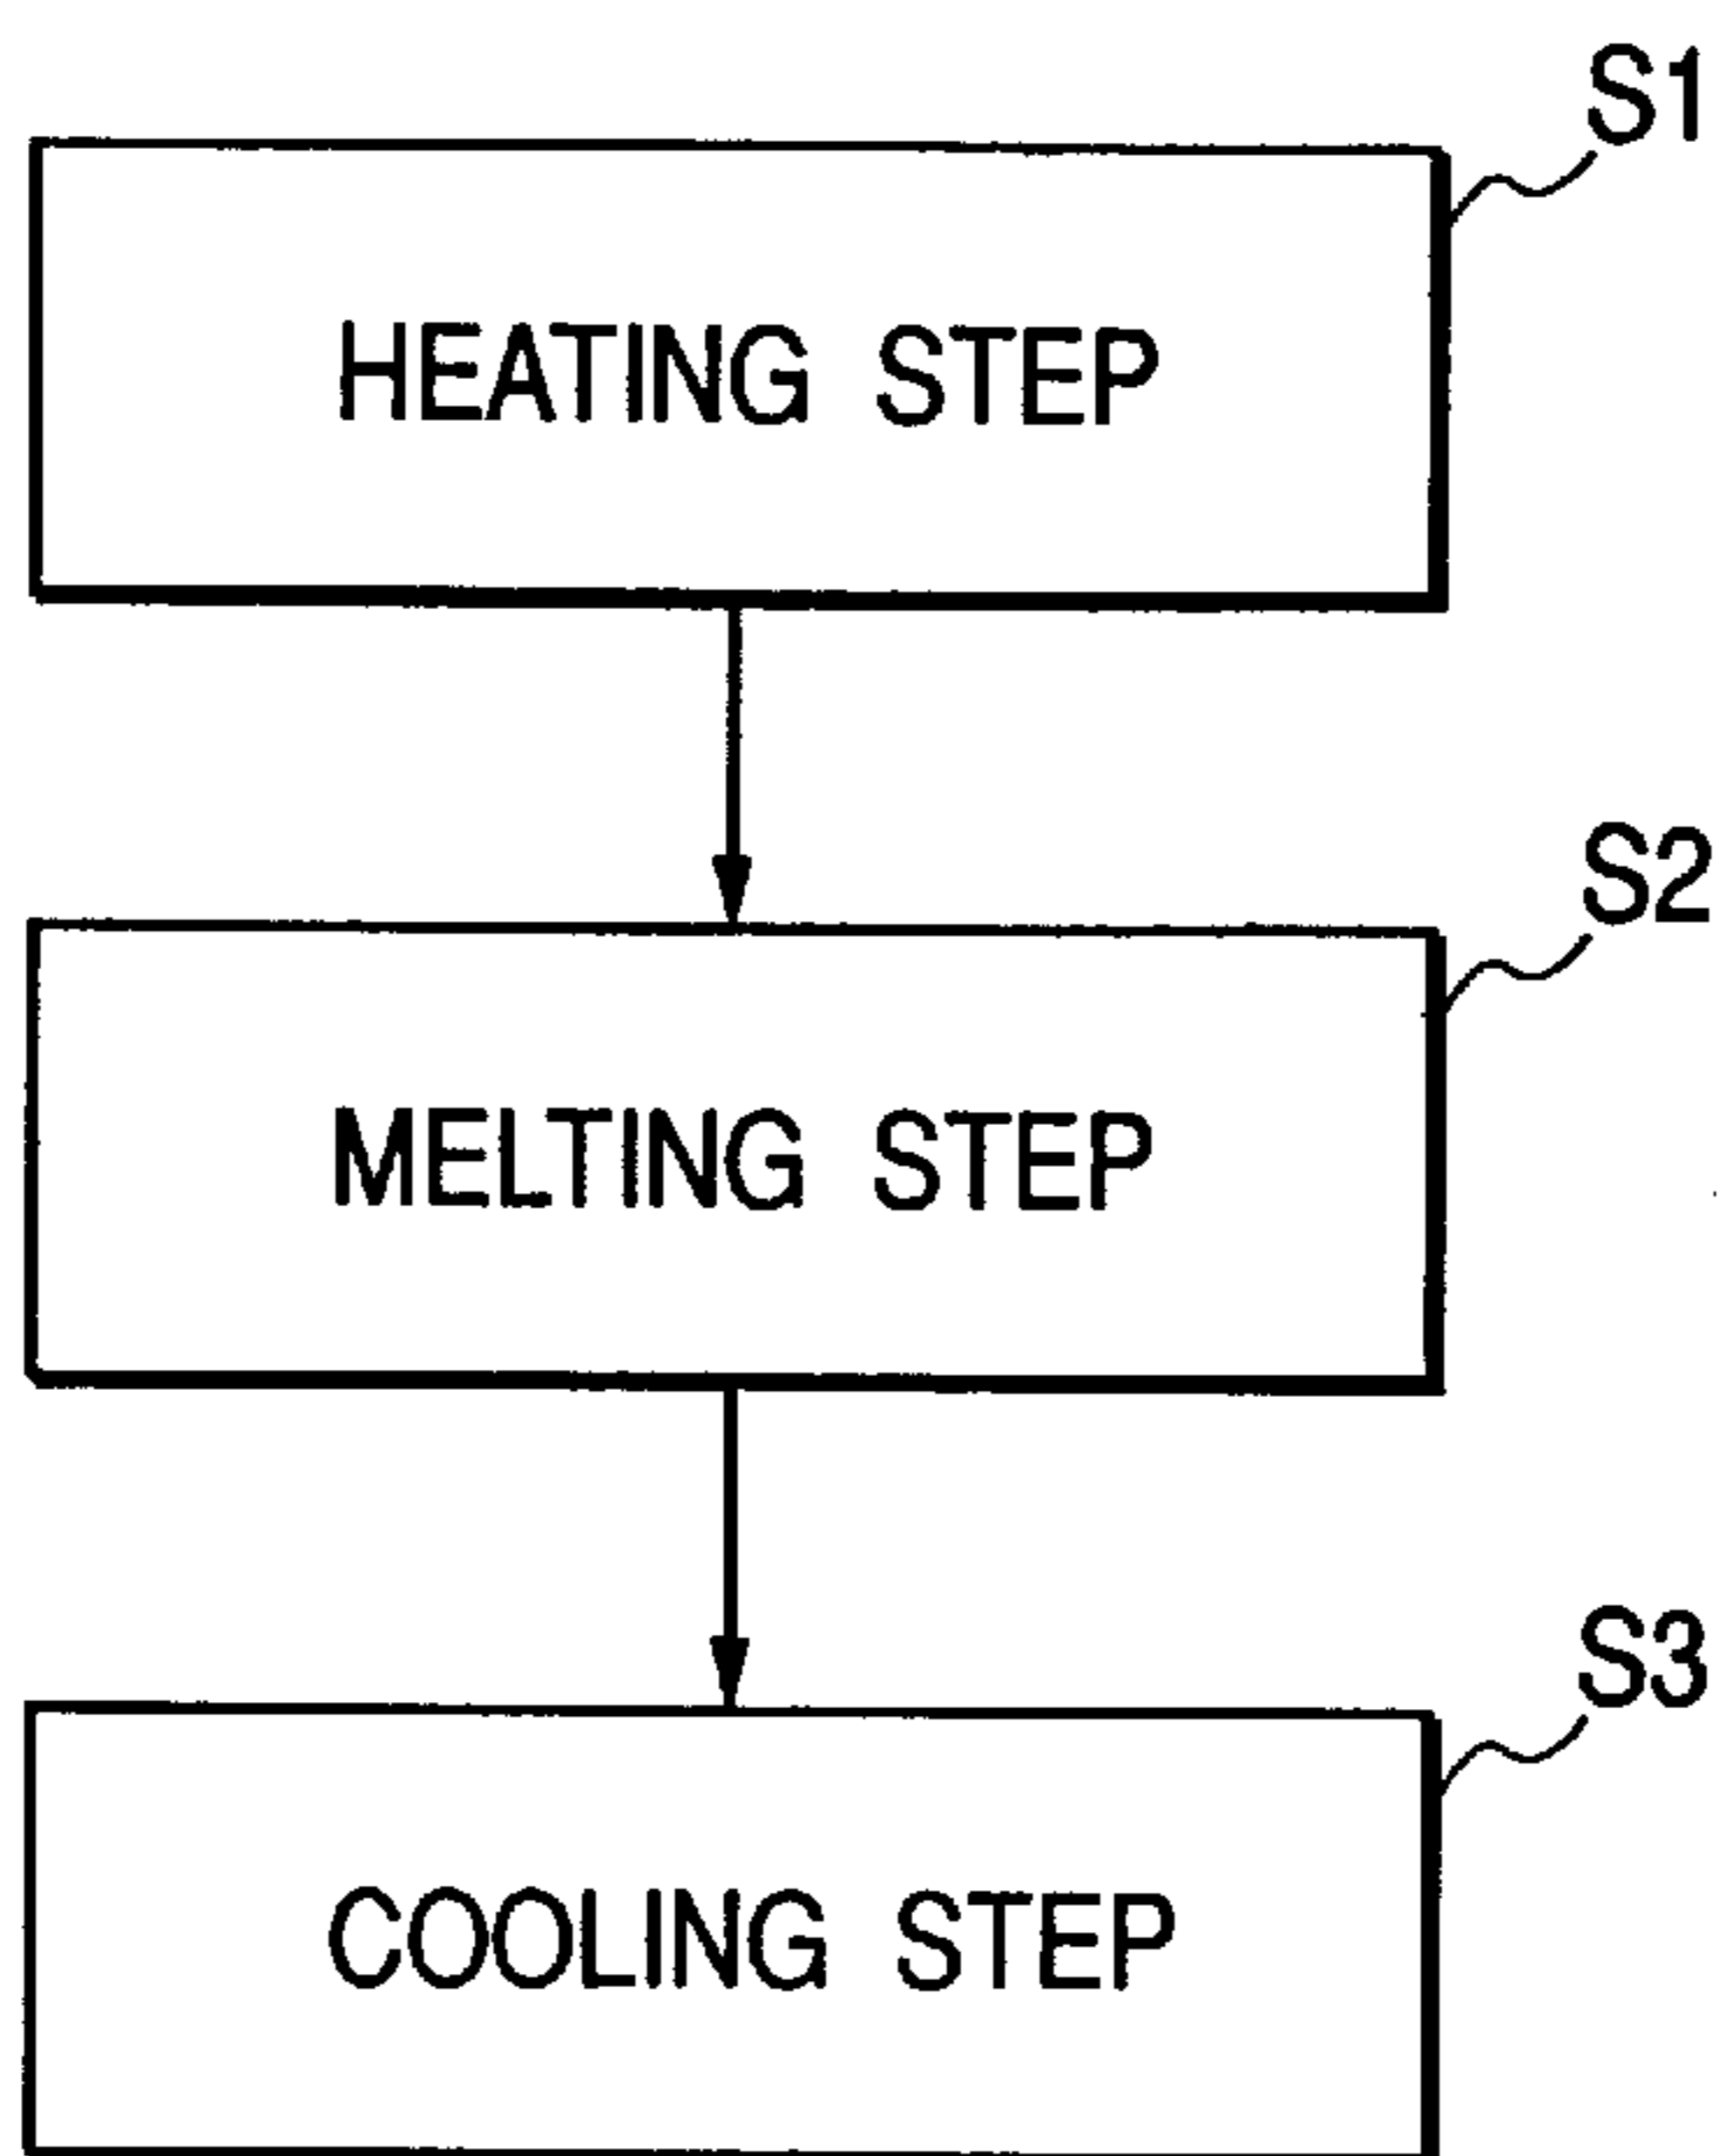 S1
HEATING STEP
S2
MELTING STEP
S3
COOLING STEP